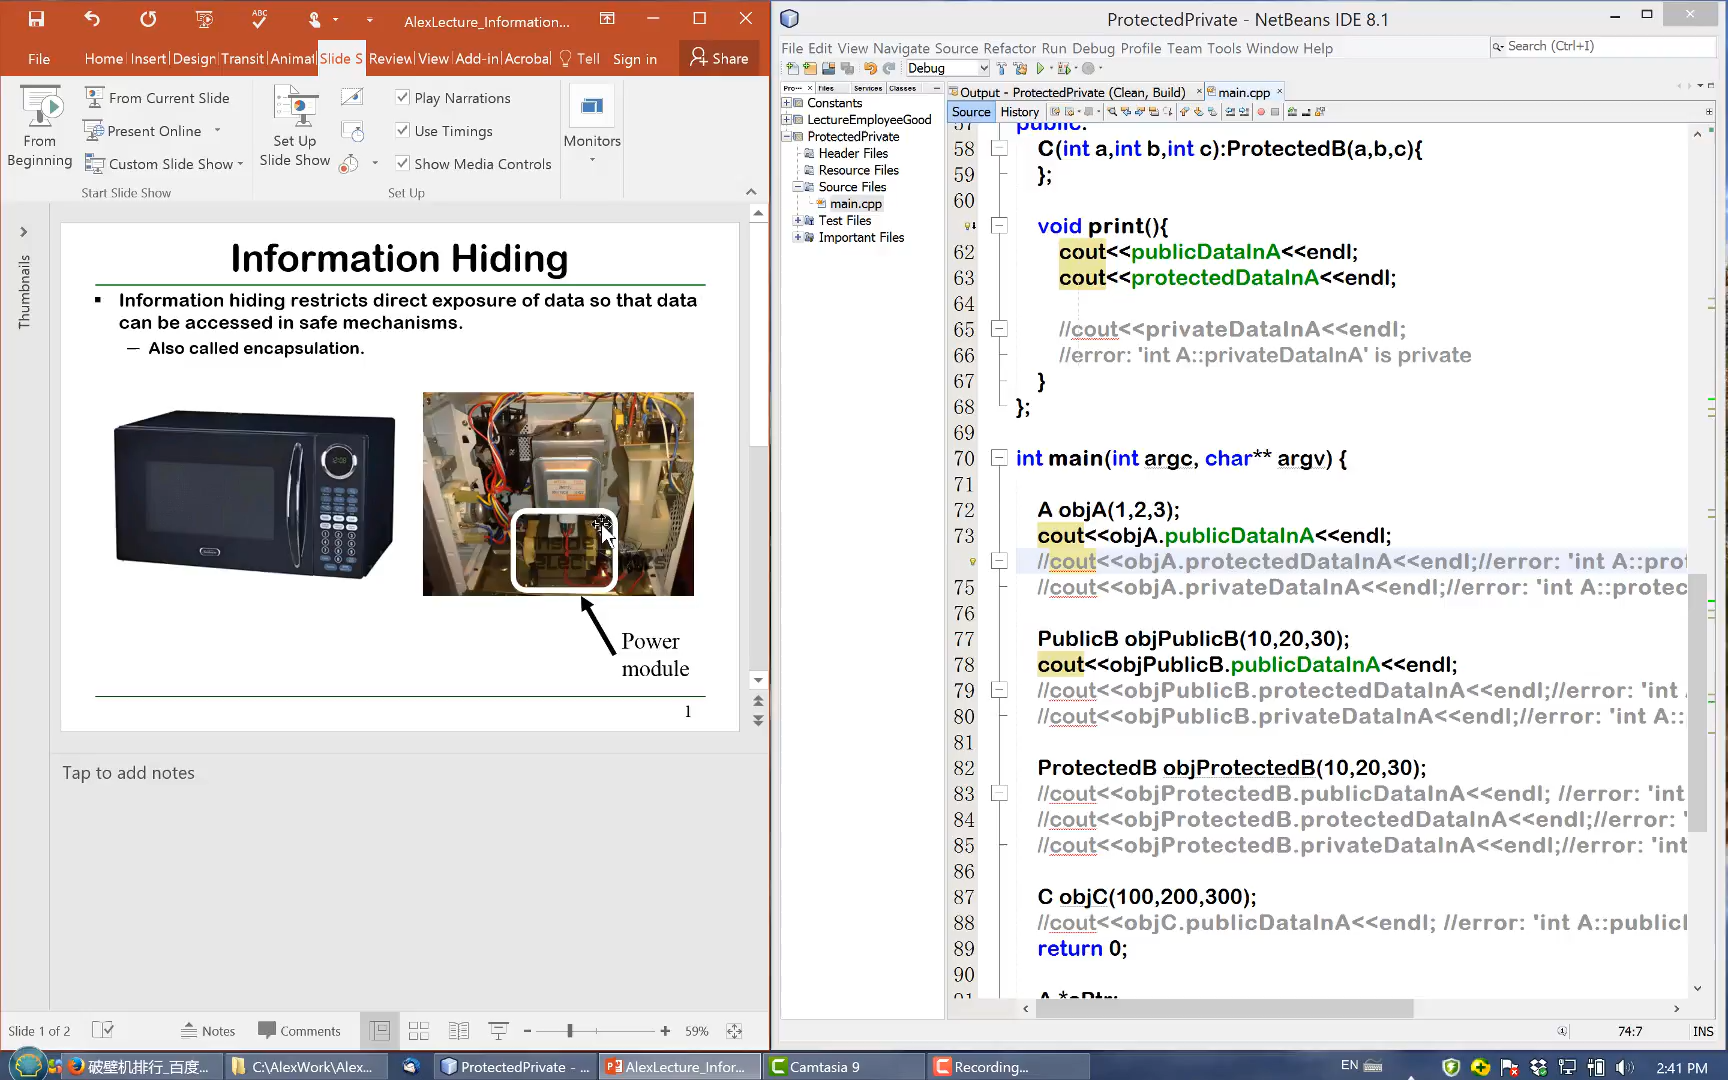 AlexLecture_Information...
File
Home
Insert
Design
Transit
Animat
Slide S
Review
View
Add-in
Acroba
Tell
Sign in
Share
From Beginning
From Current Slide
Present Online
Custom Slide Show
Start Slide Show
Set Up Slide Show
Play Narrations
Use Timings
Show Media Controls
Set Up
Monitors
Thumbnails
Information Hiding
Information hiding restricts direct exposure of data so that data
can be accessed in safe mechanisms.
— Also called encapsulation.
Power
module
1
Tap to add notes
Slide 1 of 2
Notes
Comments
59%
ProtectedPrivate - NetBeans IDE 8.1
File Edit View Navigate Source Refactor Run Debug Profile Team Tools Window Help
Search (Ctrl+I)
Debug
Pro...
Files
Services
Classes
Constants
LectureEmployeeGood
ProtectedPrivate
Header Files
Resource Files
Source Files
main.cpp
Test Files
Important Files
Output - ProtectedPrivate (Clean, Build)
main.cpp
Source
History
57 public:
58 C(int a,int b,int c):ProtectedB(a,b,c){
59 };
60
void print(){
62 cout<<publicDataInA<<endl;
63 cout<<protectedDataInA<<endl;
64
65 //cout<<privateDataInA<<endl;
66 //error: 'int A::privateDataInA' is private
67 }
68 };
69
70 int main(int argc, char** argv) {
71
72 A objA(1,2,3);
73 cout<<objA.publicDataInA<<endl;
//cout<<objA.protectedDataInA<<endl;//error: 'int A::pro
75 //cout<<objA.privateDataInA<<endl;//error: 'int A::protec
76
77 PublicB objPublicB(10,20,30);
78 cout<<objPublicB.publicDataInA<<endl;
79 //cout<<objPublicB.protectedDataInA<<endl;//error: 'int
80 //cout<<objPublicB.privateDataInA<<endl;//error: 'int A::
81
82 ProtectedB objProtectedB(10,20,30);
83 //cout<<objProtectedB.publicDataInA<<endl; //error: 'int
84 //cout<<objProtectedB.protectedDataInA<<endl;//error: '
85 //cout<<objProtectedB.privateDataInA<<endl;//error: 'int
86
87 C objC(100,200,300);
88 //cout<<objC.publicDataInA<<endl; //error: 'int A::publicl
89 return 0;
90
91 A *aPtr;
74:7
INS
破壁机排行_百度...
C:\AlexWork\Alex...
ProtectedPrivate - ...
AlexLecture_Infor...
Camtasia 9
Recording...
EN
2:41 PM